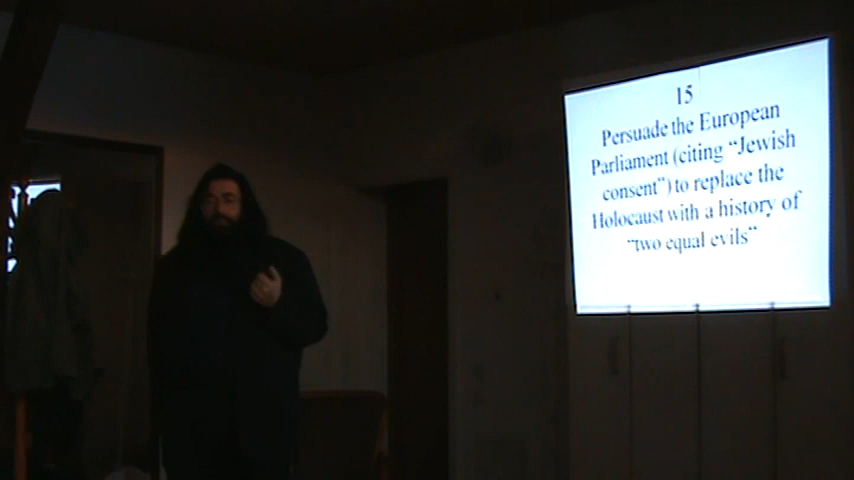 15
Persuade the European
Parliament (citing “Jewish
consent”) to replace the
Holocaust with a history of
“two equal evils”